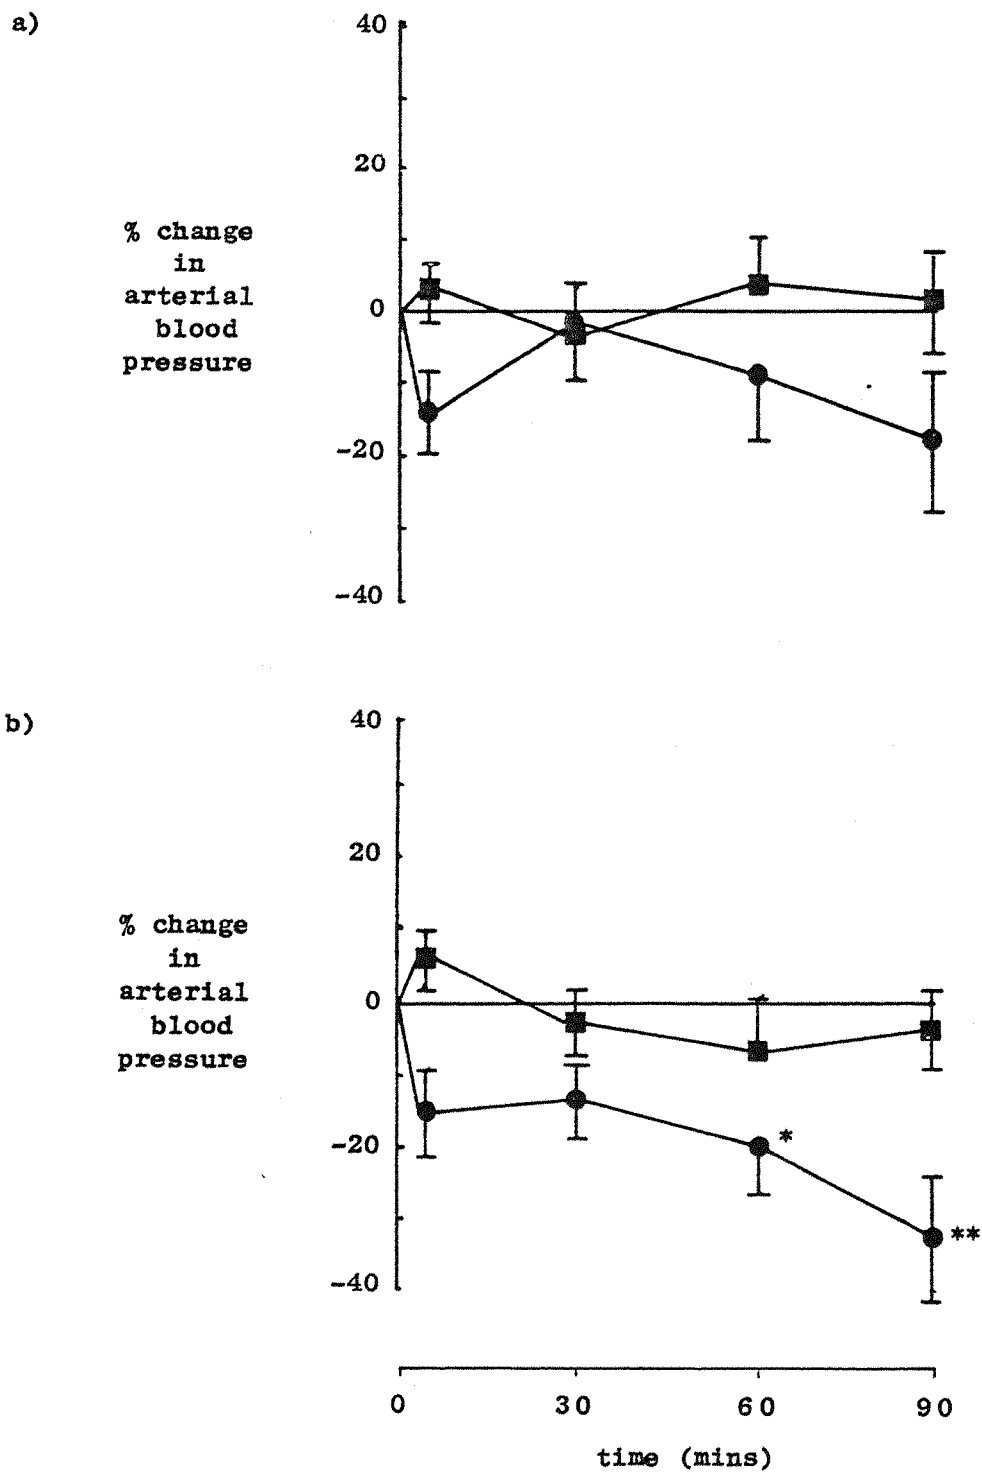 a)
40
20
% change
in
arterial
blood
pressure
0
-20
-40
b)
40
20
% change
in
arterial
blood
pressure
0
-20
*
**
-40
0 30 60 90
time (mins)